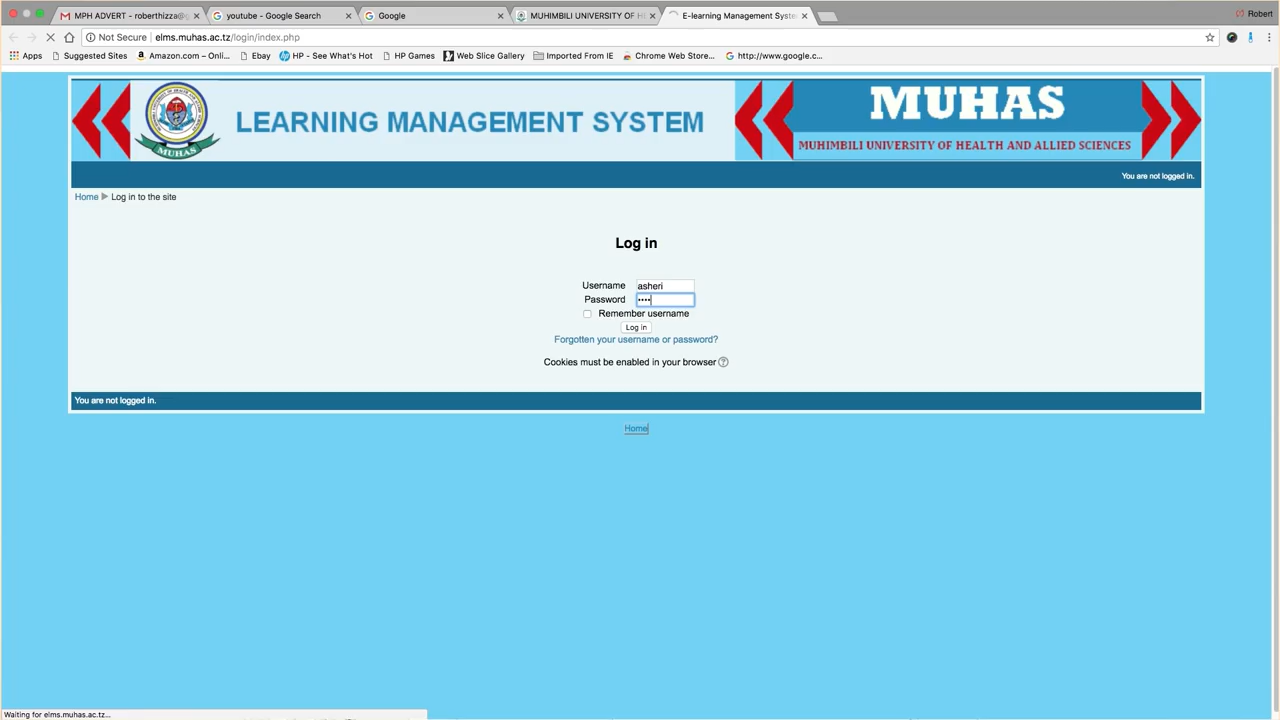 MPH ADVERT - roberthizza@g
youtube - Google Search
Google
MUHIMBILI UNIVERSITY OF H
E-learning Management Syste
Robert
Not Secure elms.muhas.ac.tz/login/index.php
Apps Suggested Sites Amazon.com – Onli... Ebay HP - See What's Hot HP Games Web Slice Gallery Imported From IE Chrome Web Store... http://www.google.c...
MUHAS
LEARNING MANAGEMENT SYSTEM
MUHAS
MUHIMBILI UNIVERSITY OF HEALTH AND ALLIED SCIENCES
You are not logged in.
Home Log in to the site
Log in
Username asheri
Password ••••
Remember username
Log in
Forgotten your username or password?
Cookies must be enabled in your browser
You are not logged in.
Home
Waiting for elms.muhas.ac.tz...